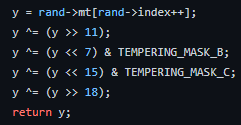 y = rand->mt[rand->index++];
y ^= (y >> 11);
y ^= (y << 7) & TEMPERING_MASK_B;
y ^= (y << 15) & TEMPERING_MASK_C;
y ^= (y >> 18);
return y;